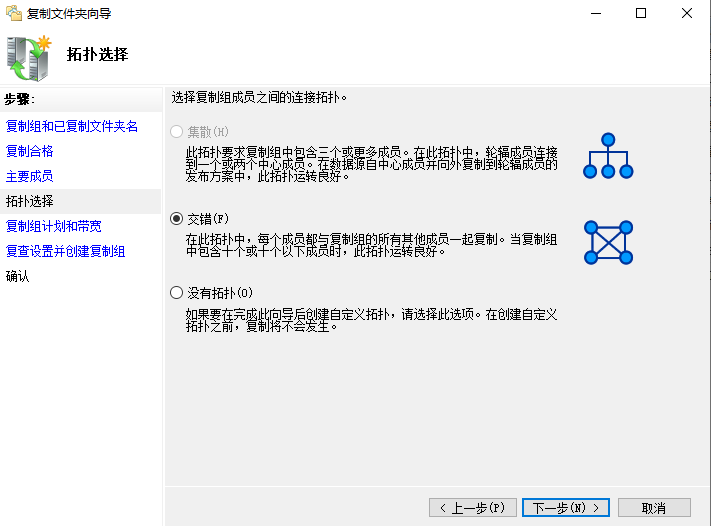 复制文件夹向导
拓扑选择
步骤:
复制组和已复制文件夹名
复制合格
主要成员
拓扑选择
复制组计划和带宽
复查设置并创建复制组
确认
选择复制组成员之间的连接拓扑。
集散(H)
此拓扑要求复制组中包含三个或更多成员。在此拓扑中，轮辐成员连接
到一个或两个中心成员。在数据源自中心成员并向外复制到轮辐成员的
发布方案中，此拓扑运转良好。
交错(F)
在此拓扑中，每个成员都与复制组的所有其他成员一起复制。当复制组
中包含十个或十个以下成员时，此拓扑运转良好。
没有拓扑(O)
如果要在完成此向导后创建自定义拓扑，请选择此选项。在创建自定义
拓扑之前，复制将不会发生。
< 上一步(P)
下一步(N) >
取消